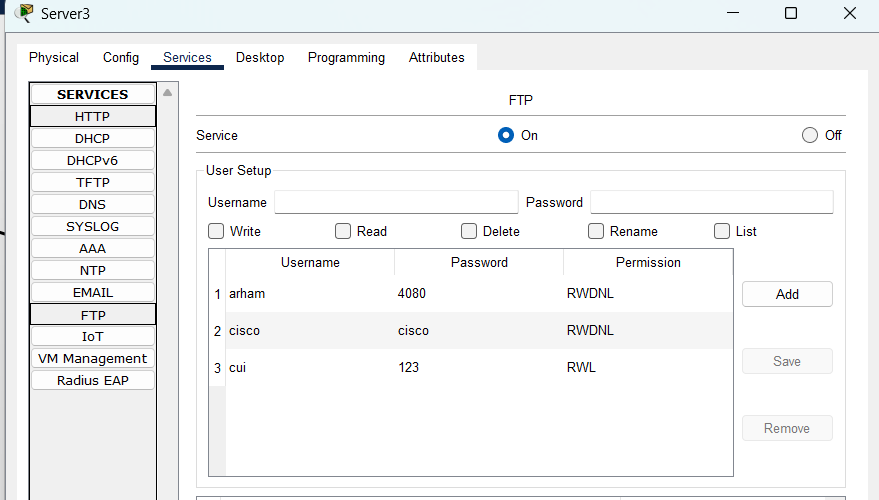 Server3
Physical Config Services Desktop Programming Attributes
SERVICES
HTTP
DHCP
DHCPv6
TFTP
DNS
SYSLOG
AAA
NTP
EMAIL
FTP
IoT
VM Management
Radius EAP
FTP
Service On Off
User Setup
Username Password
Write Read Delete Rename List
Username Password Permission
1 arham 4080 RWDNL
2 cisco cisco RWDNL
3 cui 123 RWL
Add
Save
Remove